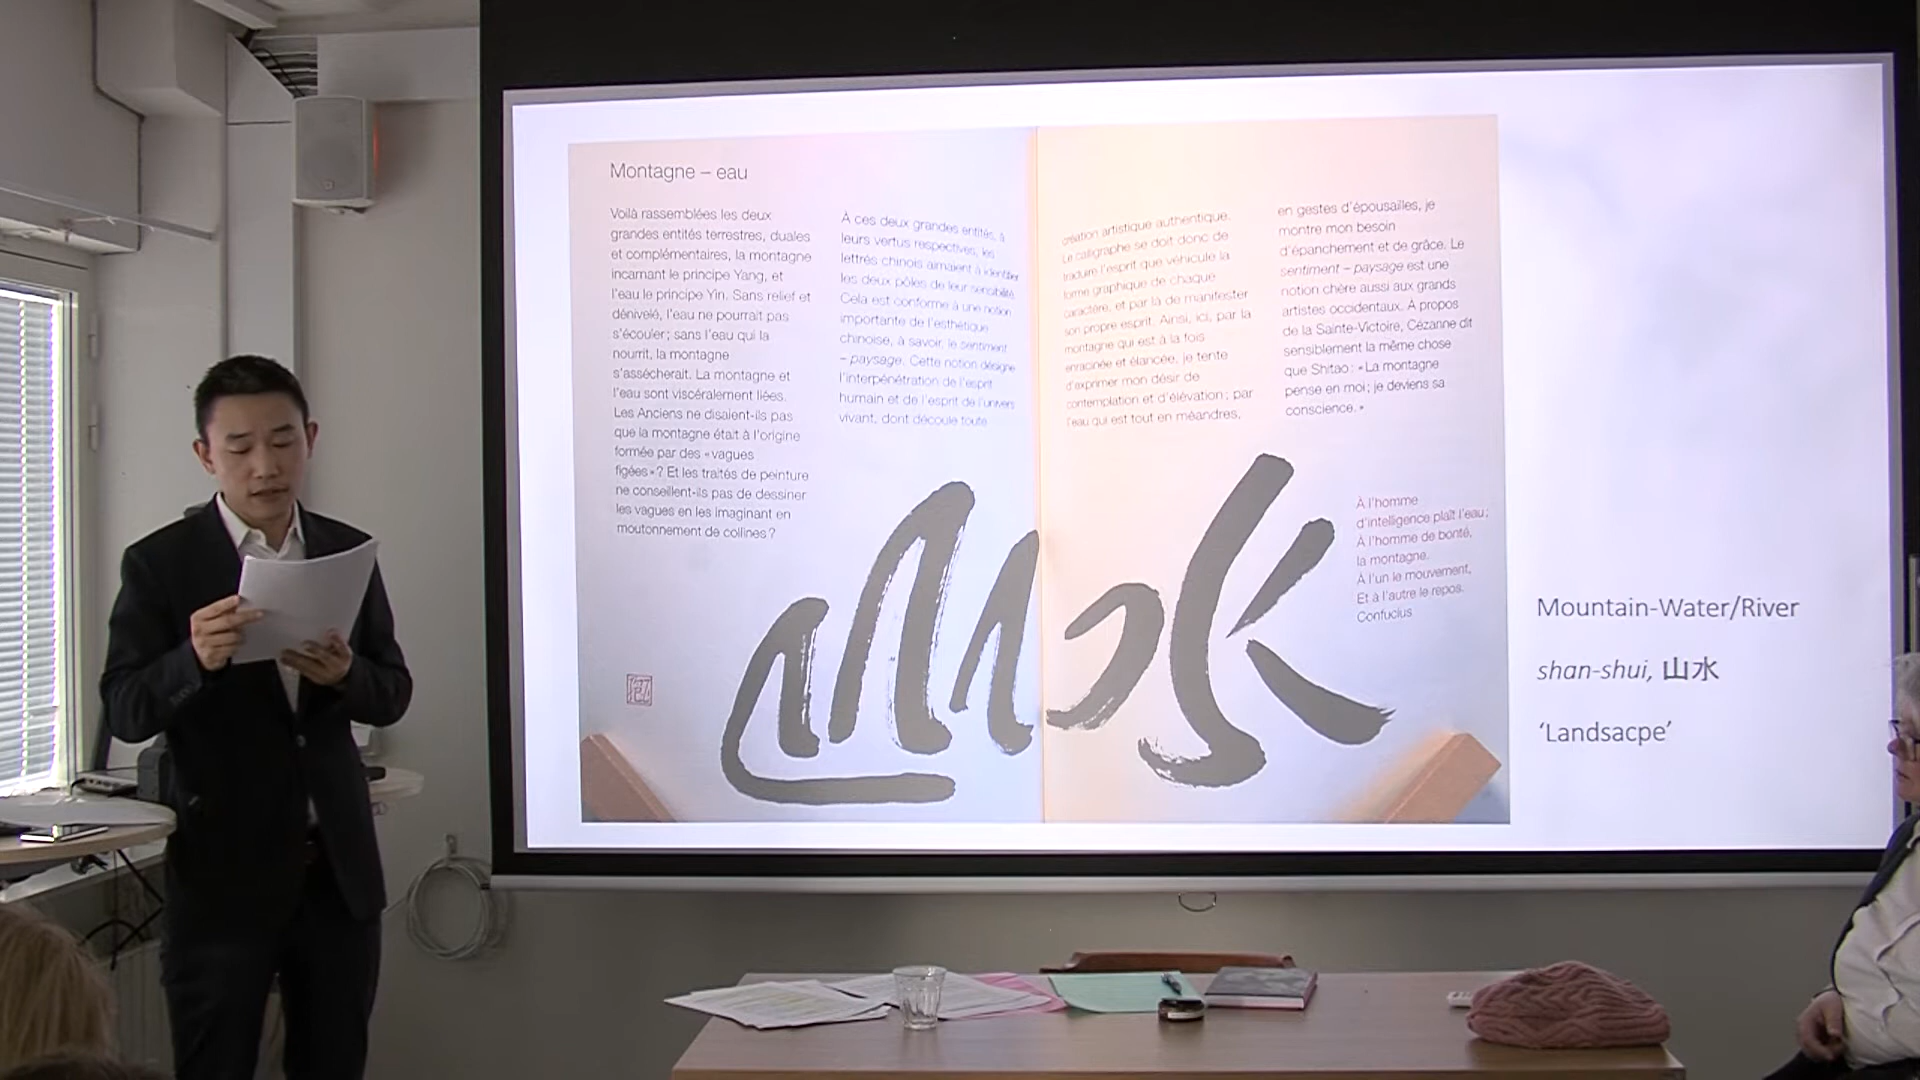 Montagne – eau
Voilà rassemblées les deux
grandes entités terrestres, duales
et complémentaires, la montagne
incarnant le principe Yang, et
l'eau le principe Yin. Sans relief et
dénivelé, l'eau ne pourrait pas
s'écouler ; sans l'eau qui la
nourrit, la montagne
s'assécherait. La montagne et
l'eau sont viscéralement liées.
Les Anciens ne disaient-ils pas
que la montagne était à l'origine
formée par des « vagues
figées » ? Et les traités de peinture
ne conseillent-ils pas de dessiner
les vagues en les imaginant en
moutonnement de collines ?
À ces deux grandes entités, à
leurs vertus respectives, les
lettrés chinois aimaient à identifier
les deux pôles de leur sensibilité.
Cela est conforme à une notion
importante de l'esthétique
chinoise, à savoir, le sentiment
– paysage. Cette notion désigne
l'interpénétration de l'esprit
humain et de l'esprit de l'univers
vivant, dont découle toute
création artistique authentique.
Le calligraphe se doit donc de
traduire l'esprit que véhicule la
forme graphique de chaque
caractère, et par là de manifester
son propre esprit. Ainsi, ici, par la
montagne qui est à la fois
enracinée et élancée, je tente
d'exprimer mon désir de
contemplation et d'élévation ; par
l'eau qui est tout en méandres,
en gestes d'épousailles, je
montre mon besoin
d'épanchement et de grâce. Le
sentiment – paysage est une
notion chère aussi aux grands
artistes occidentaux. À propos
de la Sainte-Victoire, Cézanne dit
sensiblement la même chose
que Shitao : « La montagne
pense en moi ; je deviens sa
conscience. »
山水
À l'homme
d'intelligence plaît l'eau ;
À l'homme de bonté,
la montagne.
À l'un le mouvement,
Et à l'autre le repos.
Confucius
Mountain-Water/River
shan-shui, 山水
‘Landsacpe’